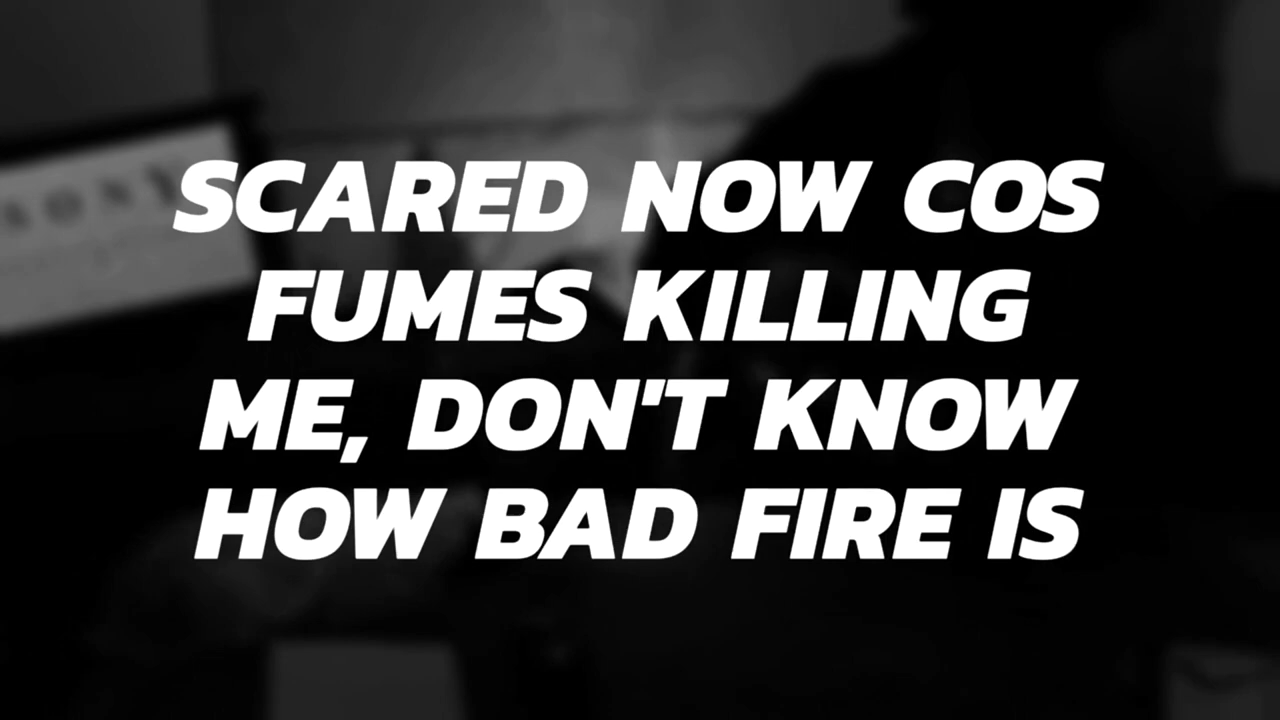 SCARED NOW COS
FUMES KILLING
ME, DON'T KNOW
HOW BAD FIRE IS